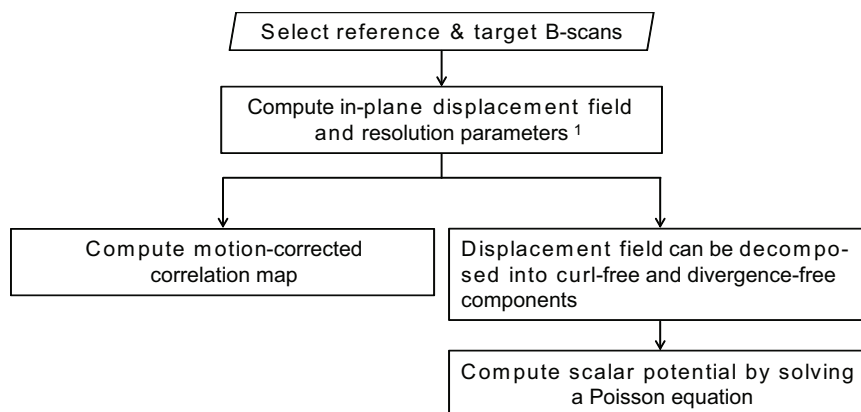 Select reference & target B-scans
Compute in-plane displacement field
and resolution parameters ¹
Compute motion-corrected
correlation map
Displacement field can be decompo-
sed into curl-free and divergence-free
components
Compute scalar potential by solving
a Poisson equation